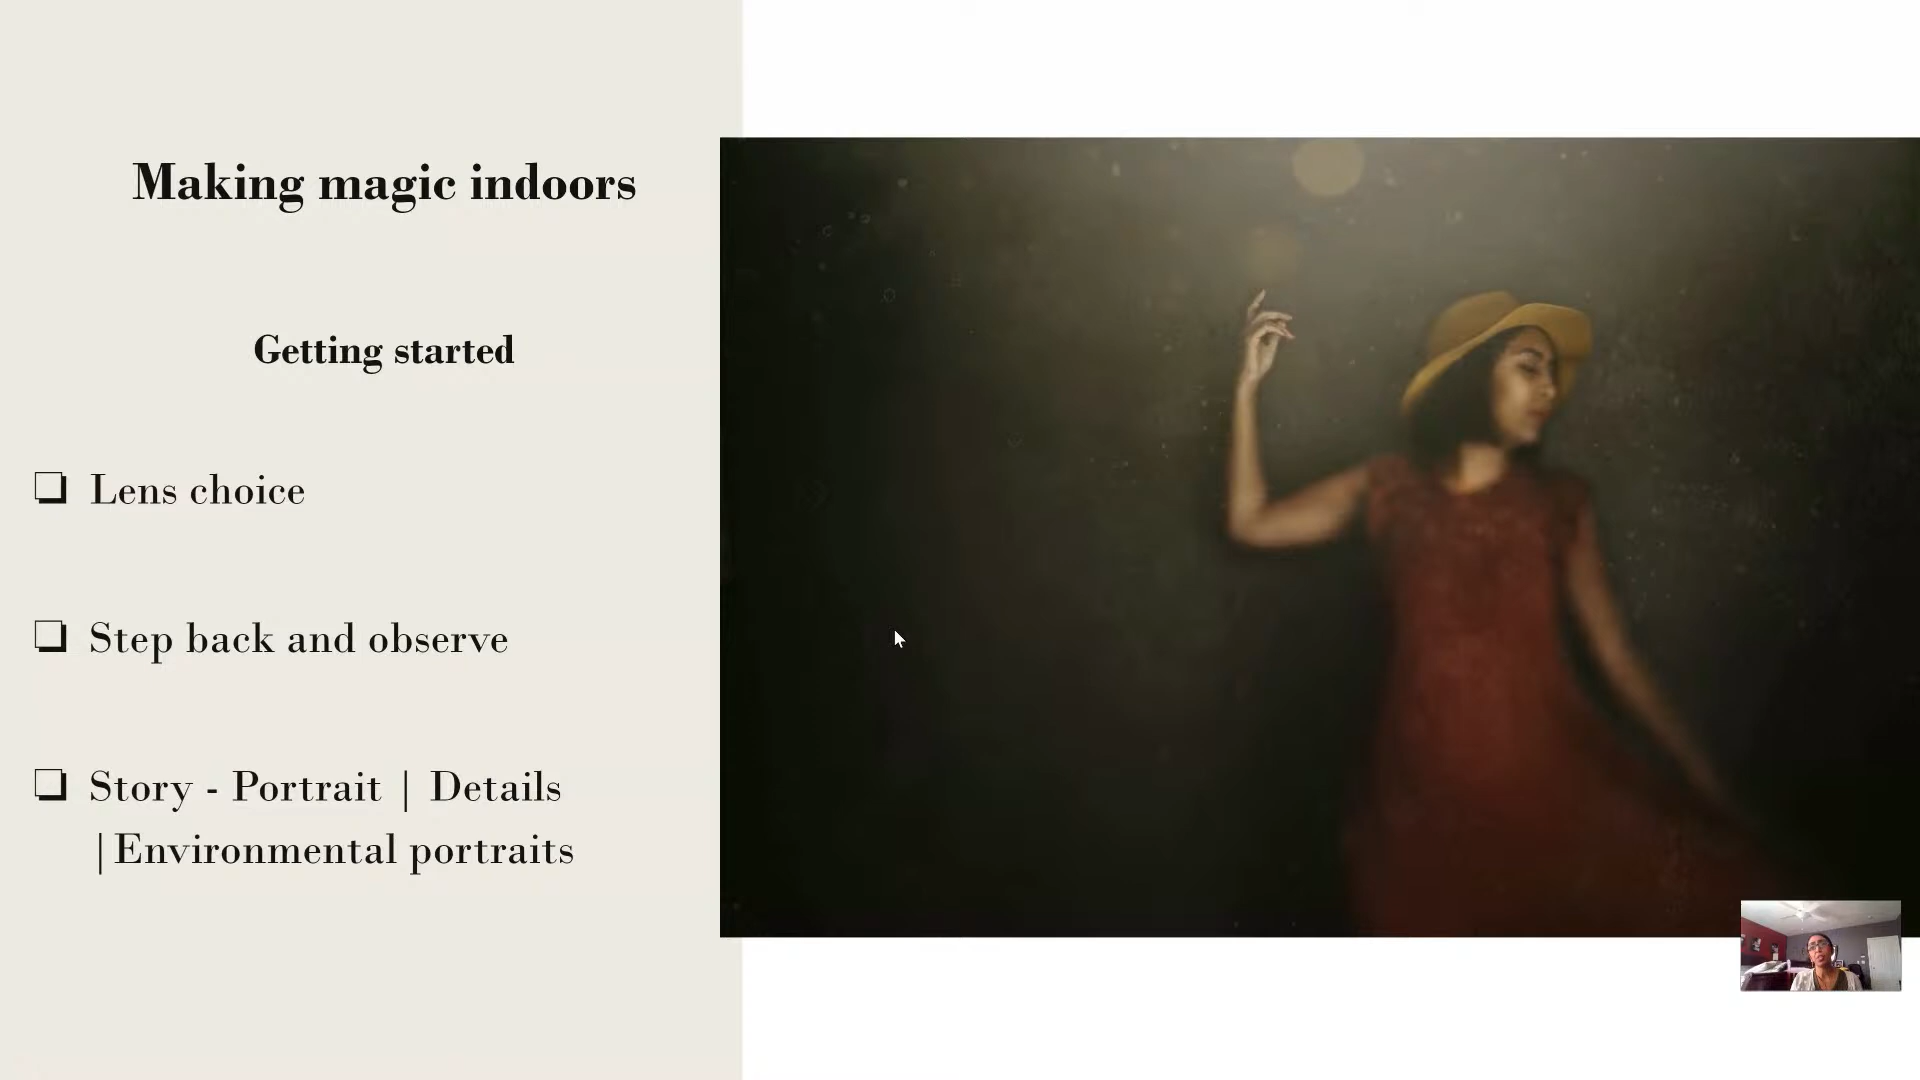 Making magic indoors
Getting started
❏ Lens choice
❏ Step back and observe
❏ Story - Portrait | Details
|Environmental portraits